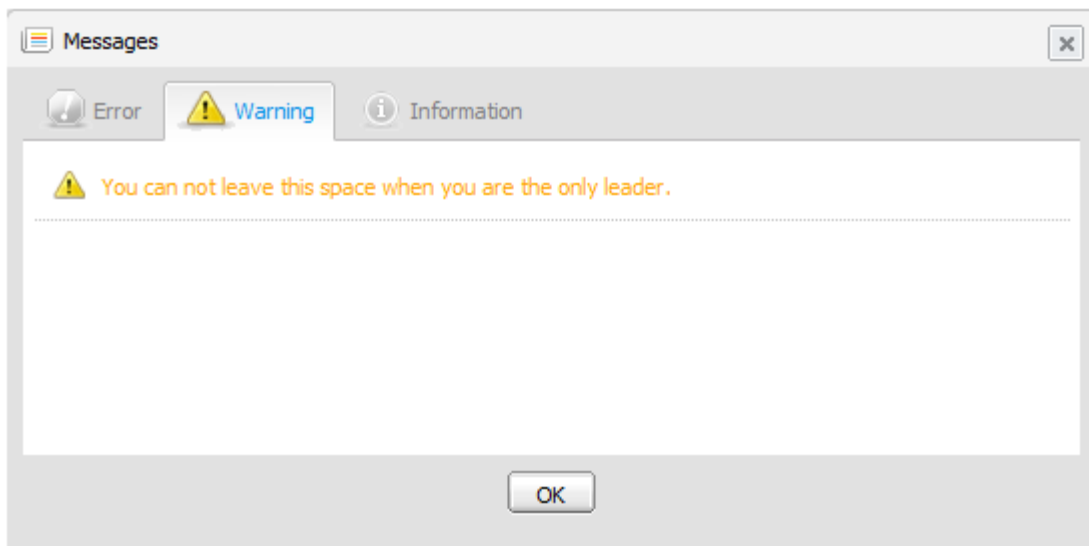 Messages
Error Warning Information
You can not leave this space when you are the only leader.
OK